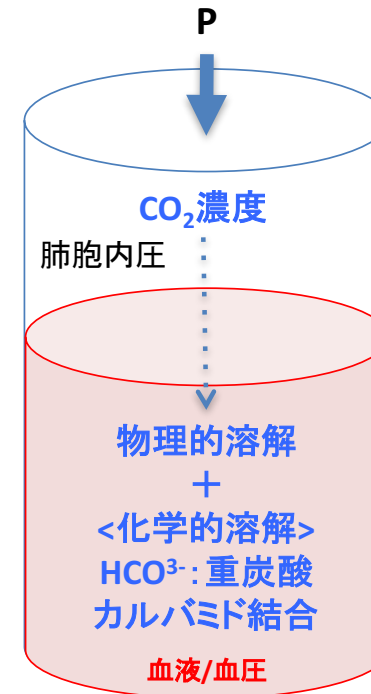 P
CO₂濃度
肺胞内圧
物理的溶解
＋
<化学的溶解>
HCO³⁻：重炭酸
カルバミド結合
血液/血圧